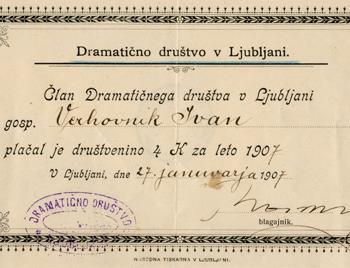 Dramatično društvo v Ljubljani.
Član Dramatičnega društva v Ljubljani
gosp. Verhovnik Ivan
plačal je društvenino 4 K za leto 1907
V Ljubljani, dne 27 januvarja 1907
DRAMATIČNO DRUŠTVO
blagajnik.
NARODNA TISKARNA V LJUBLJANI.